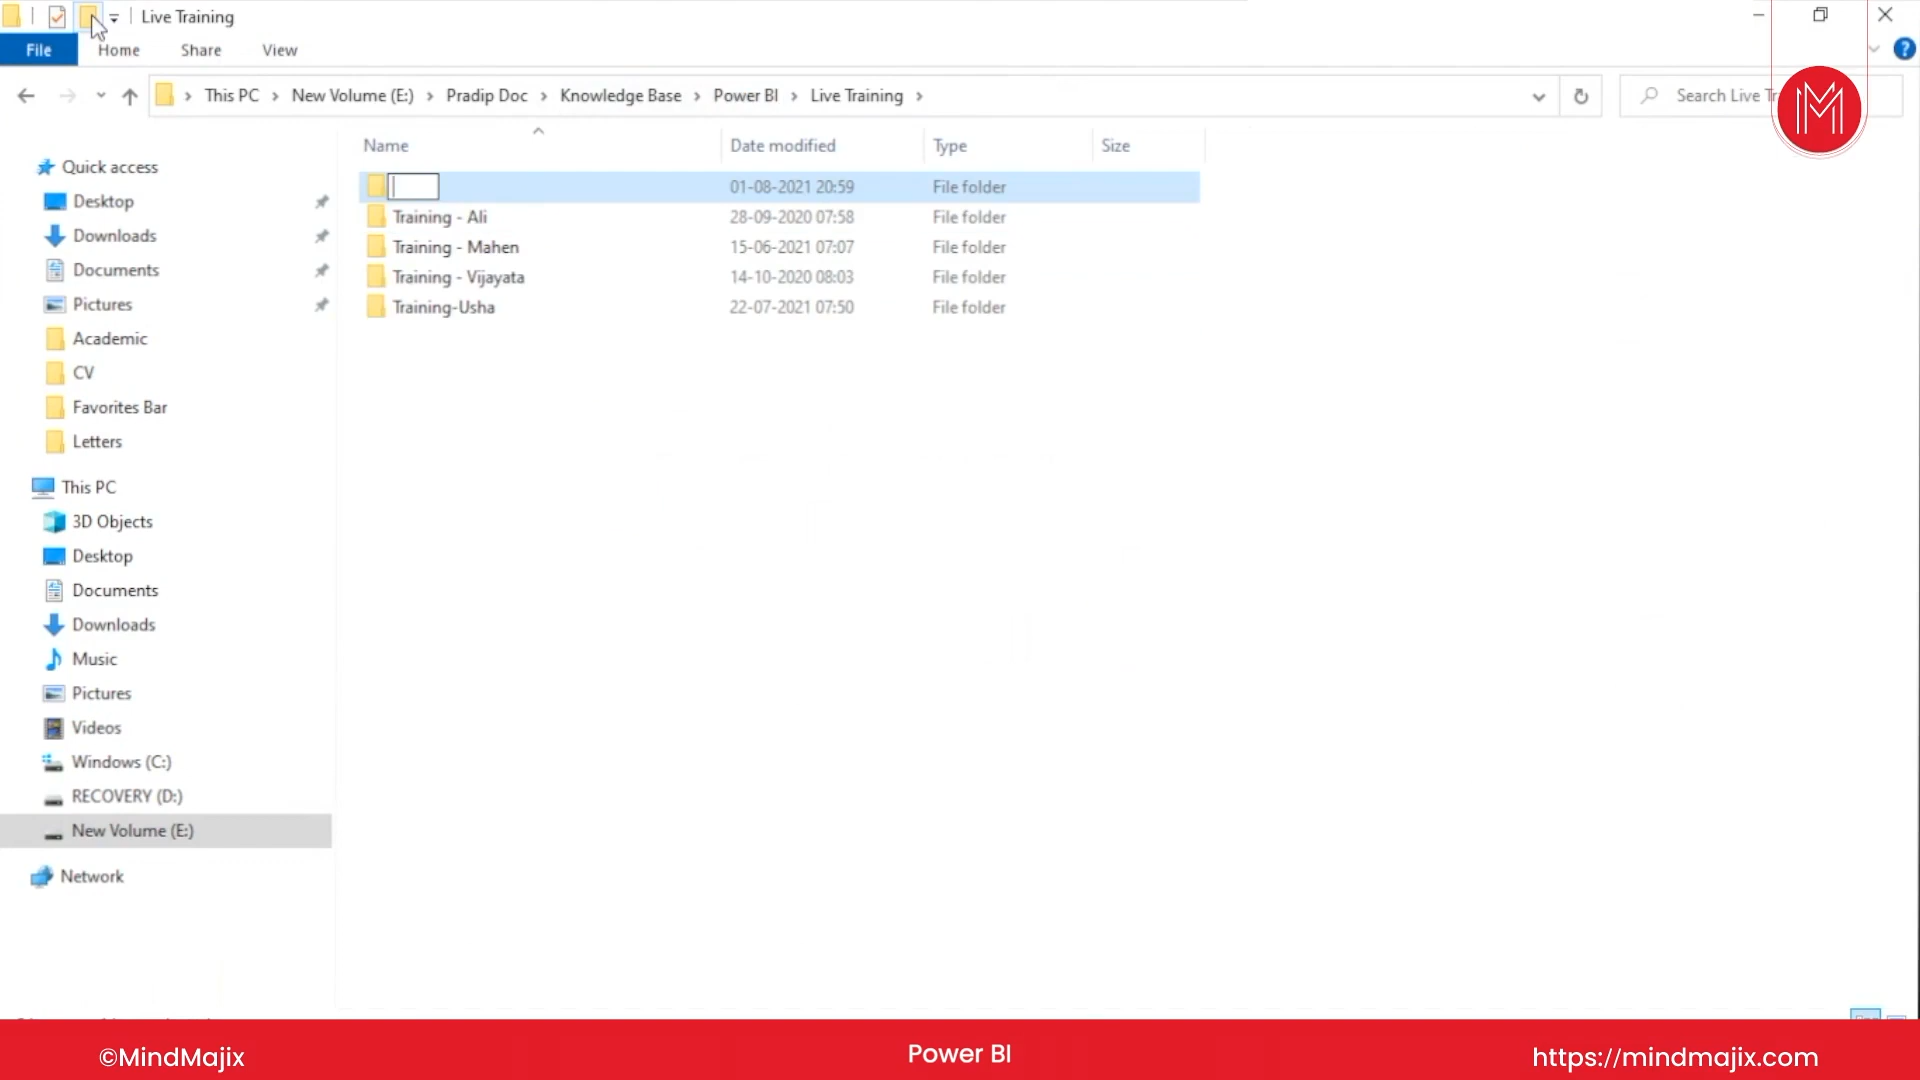 Live Training
File Home Share View
This PC New Volume (E:) Pradip Doc Knowledge Base Power BI Live Training
Search Live Tr
Name Date modified Type Size
01-08-2021 20:59 File folder
Training - Ali 28-09-2020 07:58 File folder
Training - Mahen 15-06-2021 07:07 File folder
Training - Vijayata 14-10-2020 08:03 File folder
Training-Usha 22-07-2021 07:50 File folder
Quick access
Desktop
Downloads
Documents
Pictures
Academic
CV
Favorites Bar
Letters
This PC
3D Objects
Desktop
Documents
Downloads
Music
Pictures
Videos
Windows (C:)
RECOVERY (D:)
New Volume (E:)
Network
©MindMajix
Power BI
https://mindmajix.com